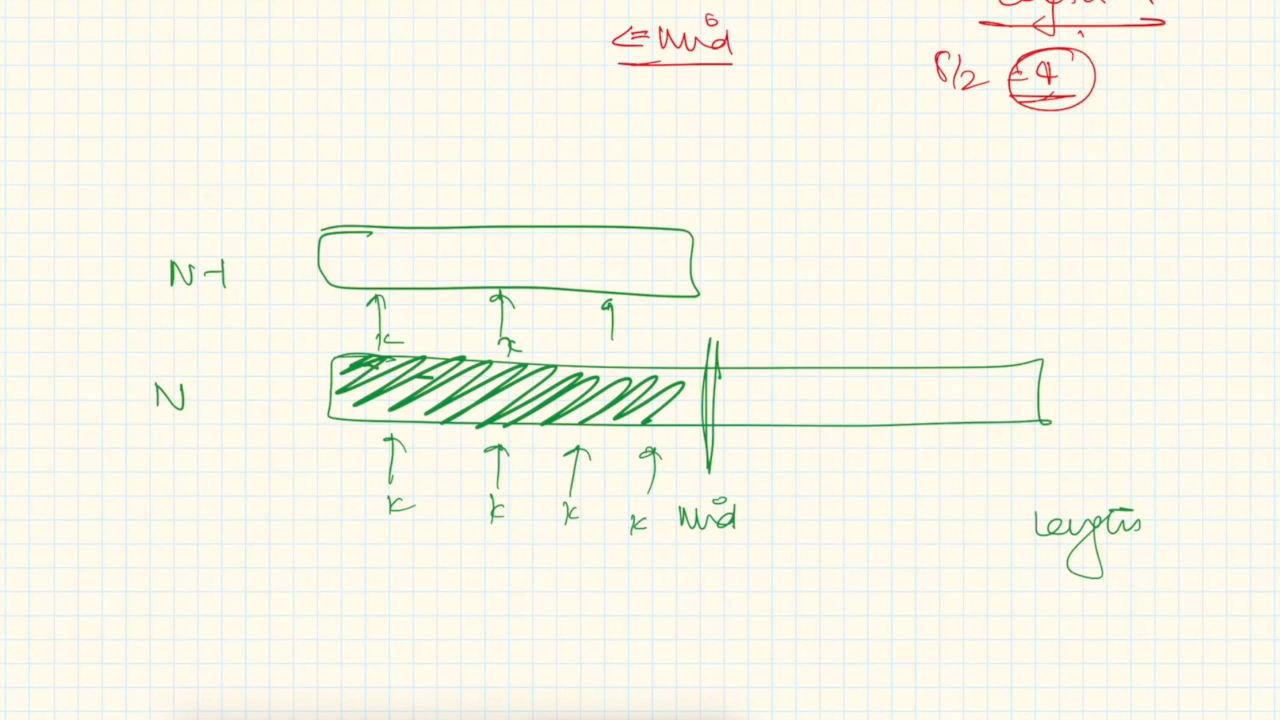 <= mid
8/2 = 4
N-1
k k
N
k k k k mid
length